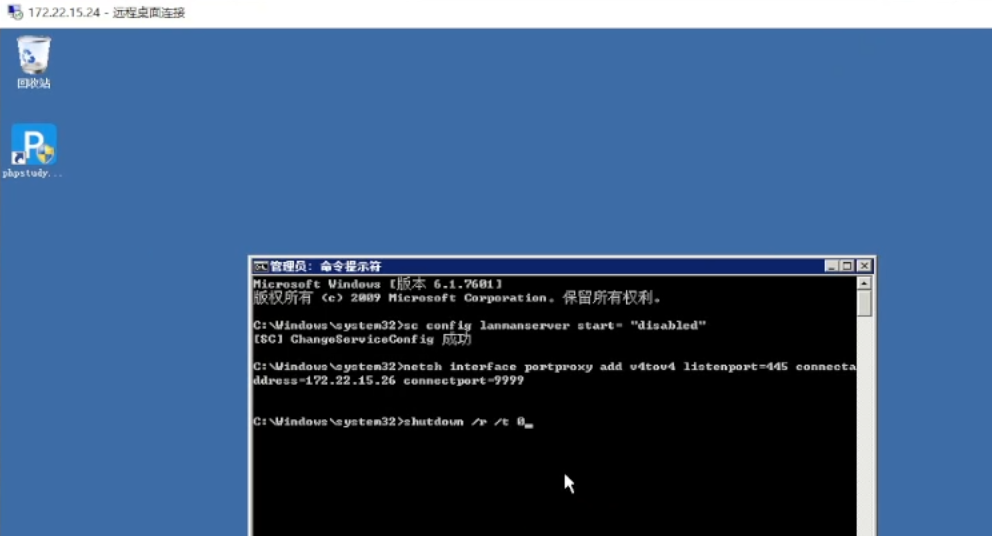 172.22.15.24 - 远程桌面连接
回收站
phpstudy...
管理员: 命令提示符
Microsoft Windows [版本 6.1.7601]
版权所有 (c) 2009 Microsoft Corporation。保留所有权利。
C:\Windows\system32>sc config lanmanserver start= "disabled"
[SC] ChangeServiceConfig 成功
C:\Windows\system32>netsh interface portproxy add v4tov4 listenport=445 connecta
ddress=172.22.15.26 connectport=9999
C:\Windows\system32>shutdown /r /t 0_